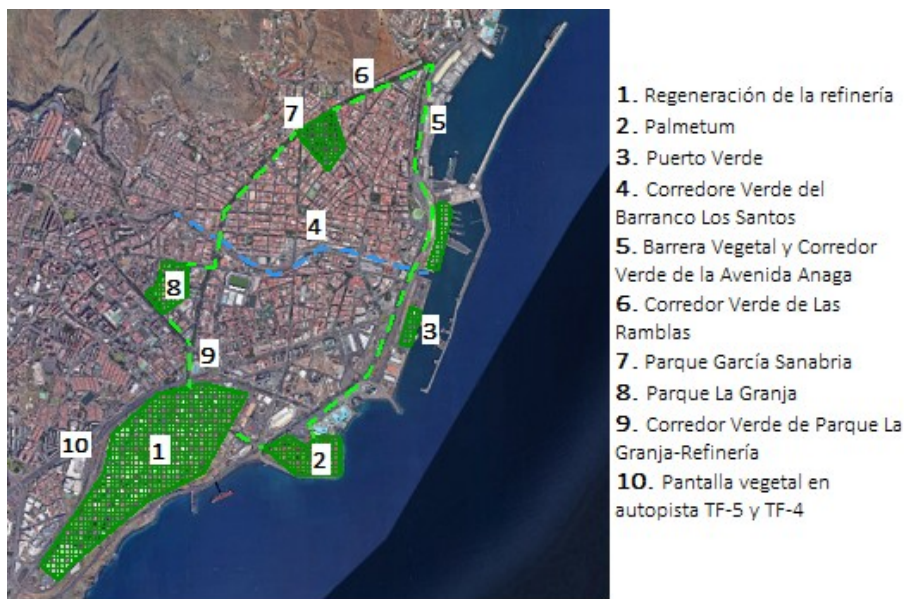 6
7
5
4
8
3
9
10
1
2
1. Regeneración de la refinería
2. Palmetum
3. Puerto Verde
4. Corredore Verde del
Barranco Los Santos
5. Barrera Vegetal y Corredor
Verde de la Avenida Anaga
6. Corredor Verde de Las
Ramblas
7. Parque García Sanabria
8. Parque La Granja
9. Corredor Verde de Parque La
Granja-Refinería
10. Pantalla vegetal en
autopista TF-5 y TF-4